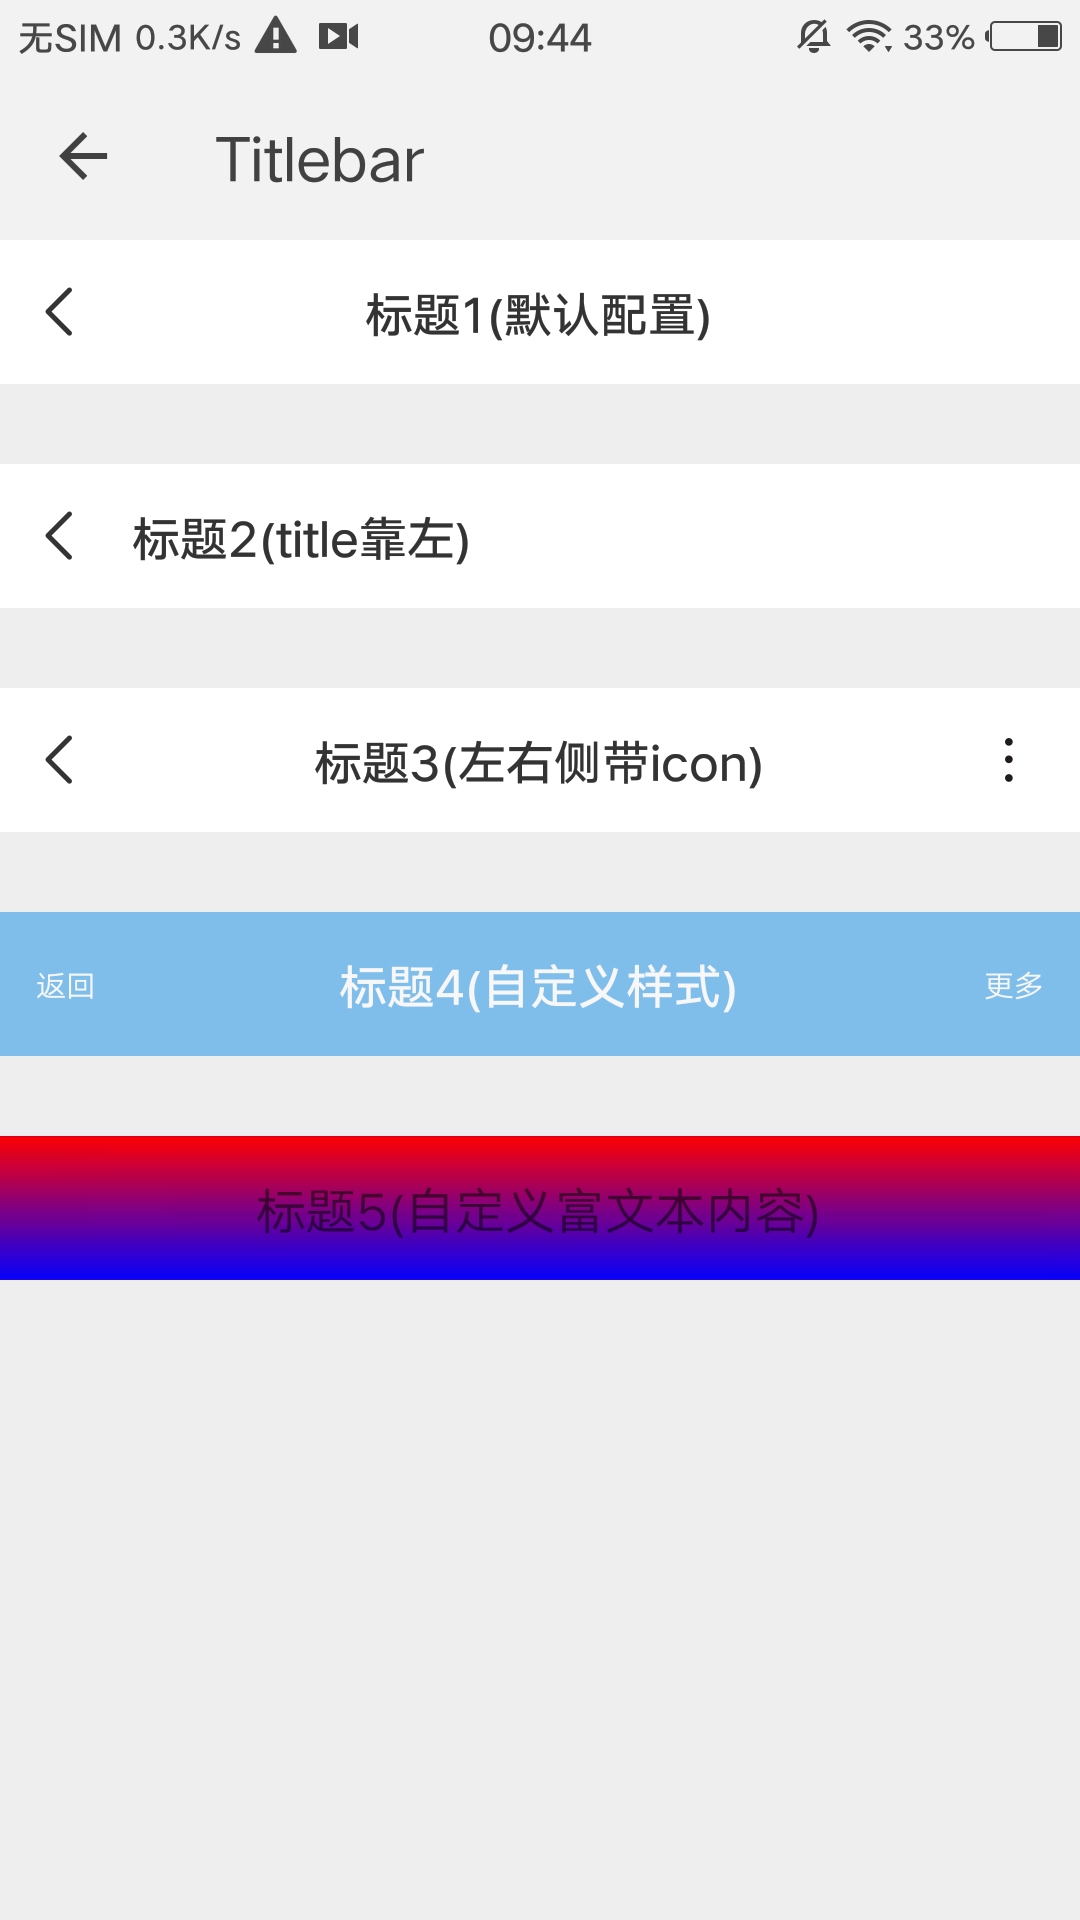 无SIM 0.3K/s 09:44 33%
Titlebar
标题1(默认配置)
标题2(title靠左)
标题3(左右侧带icon)
返回 标题4(自定义样式) 更多
标题5(自定义富文本内容)